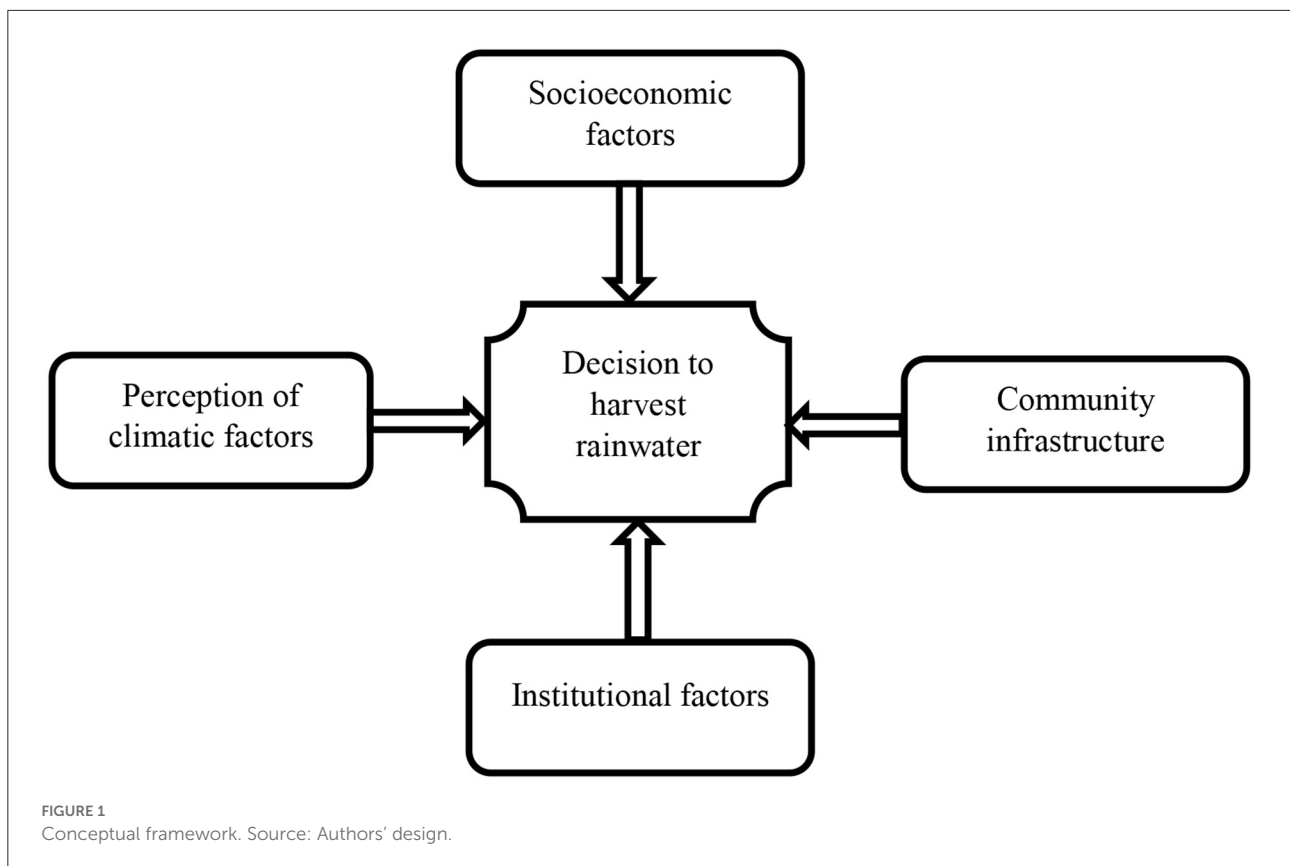 Socioeconomic
factors
Perception of
climatic factors
Decision to
harvest
rainwater
Community
infrastructure
Institutional factors
FIGURE 1
Conceptual framework. Source: Authors’ design.